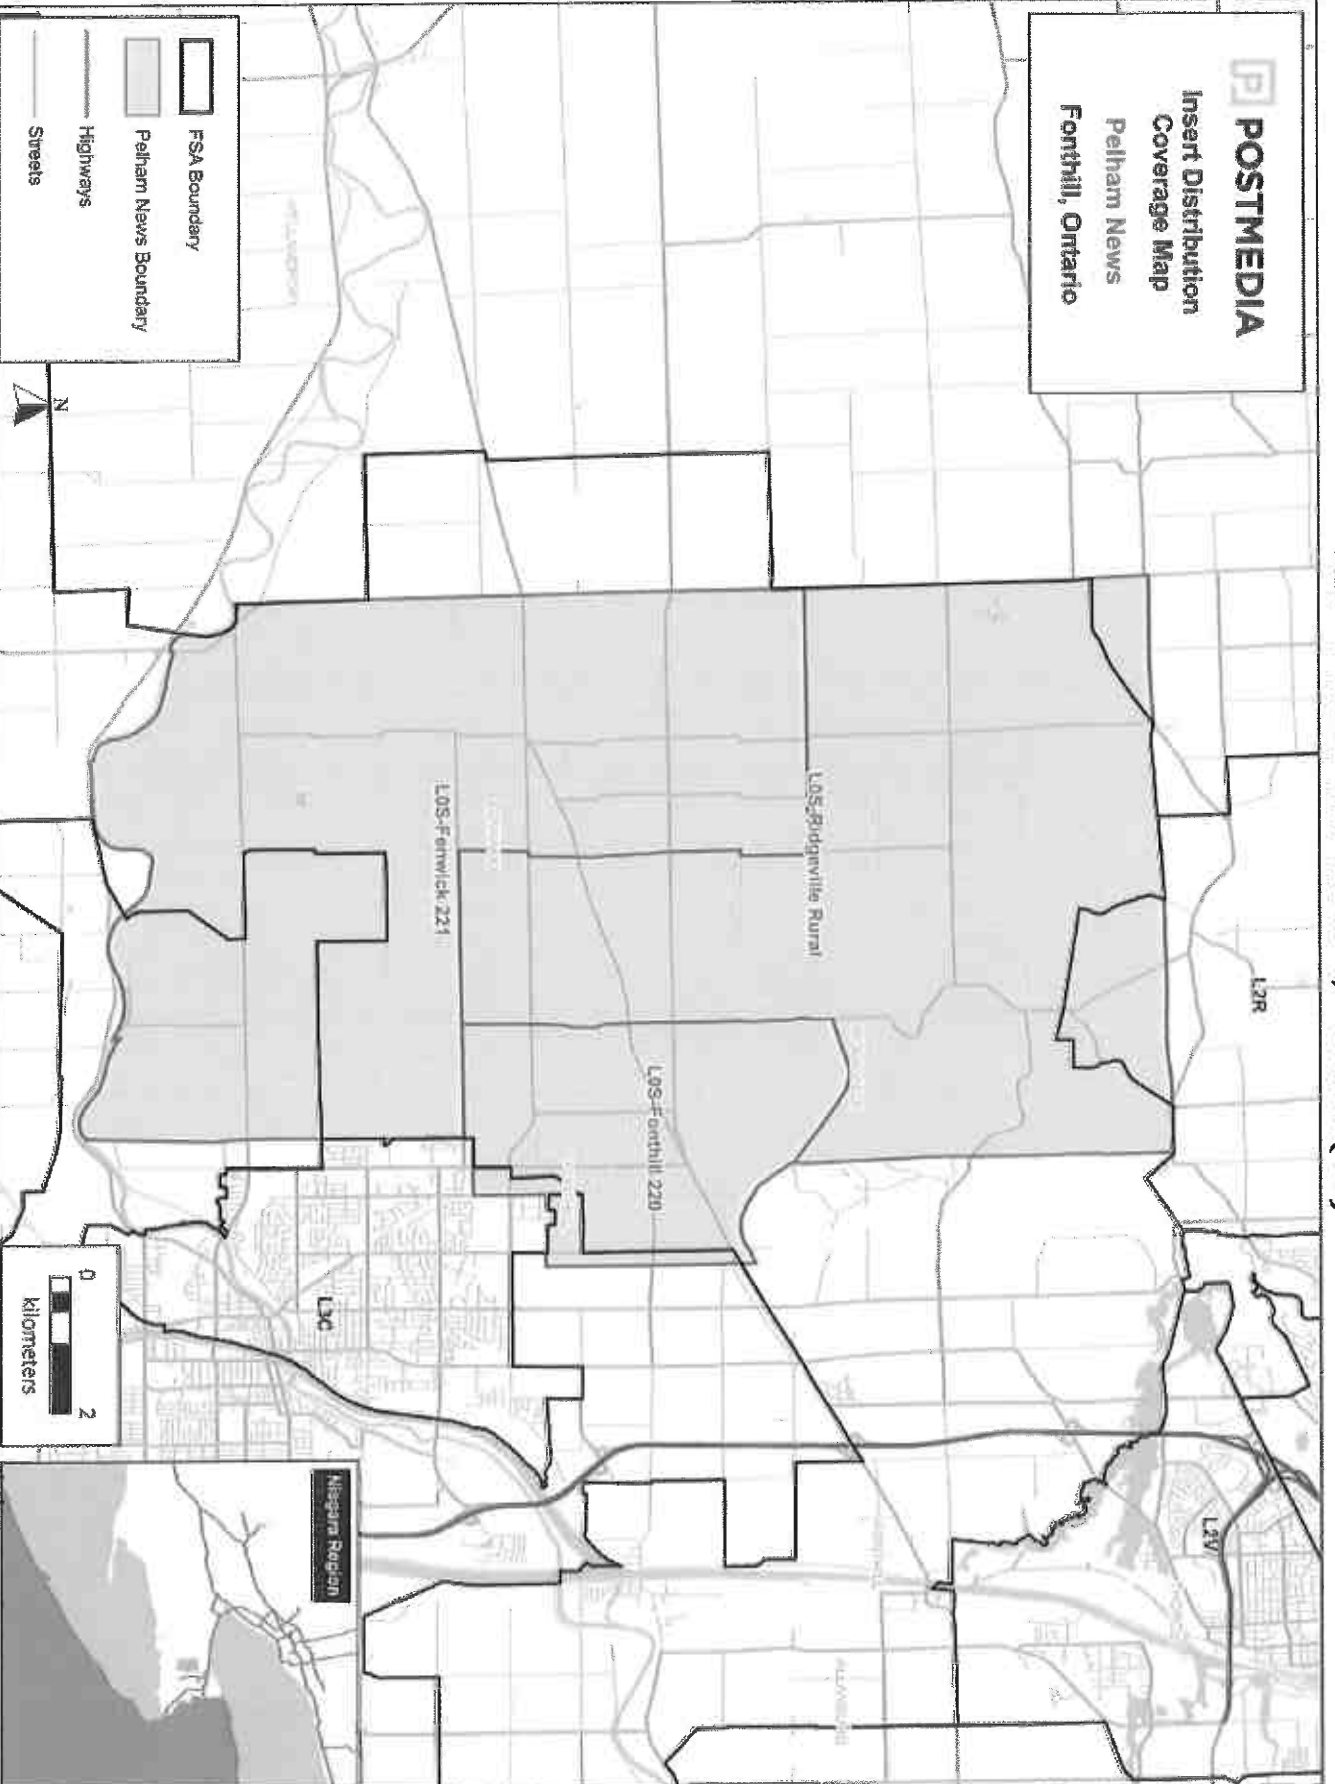 POSTMEDIA
Insert Distribution
Coverage Map
Pelham News
Fonthill, Ontario
L2R
L2V
L0S-Ridgeville Rural
L0S-Fonthill 220
L0S-Fenwick 221
L3C
FSA Boundary
Pelham News Boundary
Highways
Streets
N
0 2
kilometers
Niagara Region